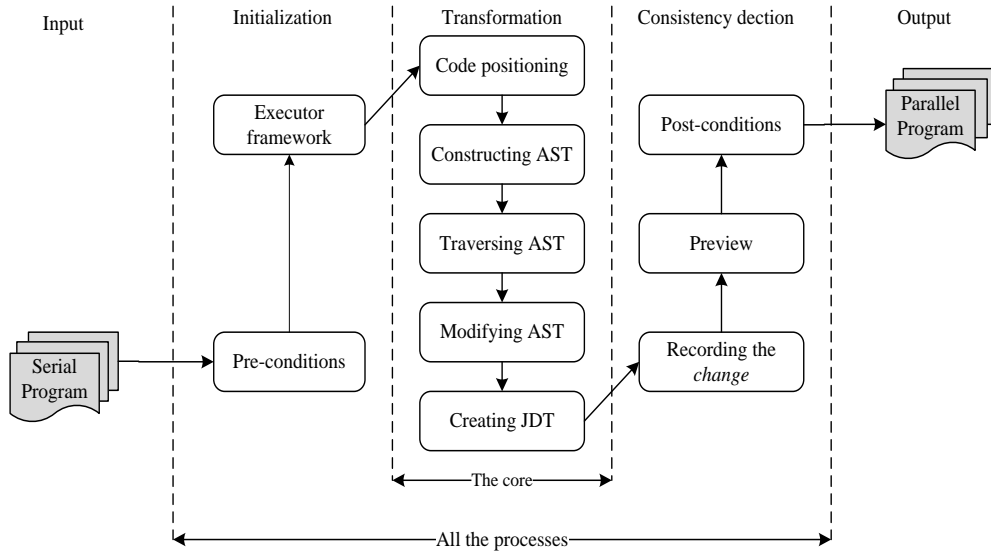 Input
Initialization
Transformation
Consistency dection
Output
Serial
Program
Pre-conditions
Executor
framework
Code positioning
Constructing AST
Traversing AST
Modifying AST
Creating JDT
Recording the
change
Preview
Post-conditions
Parallel
Program
The core
All the processes